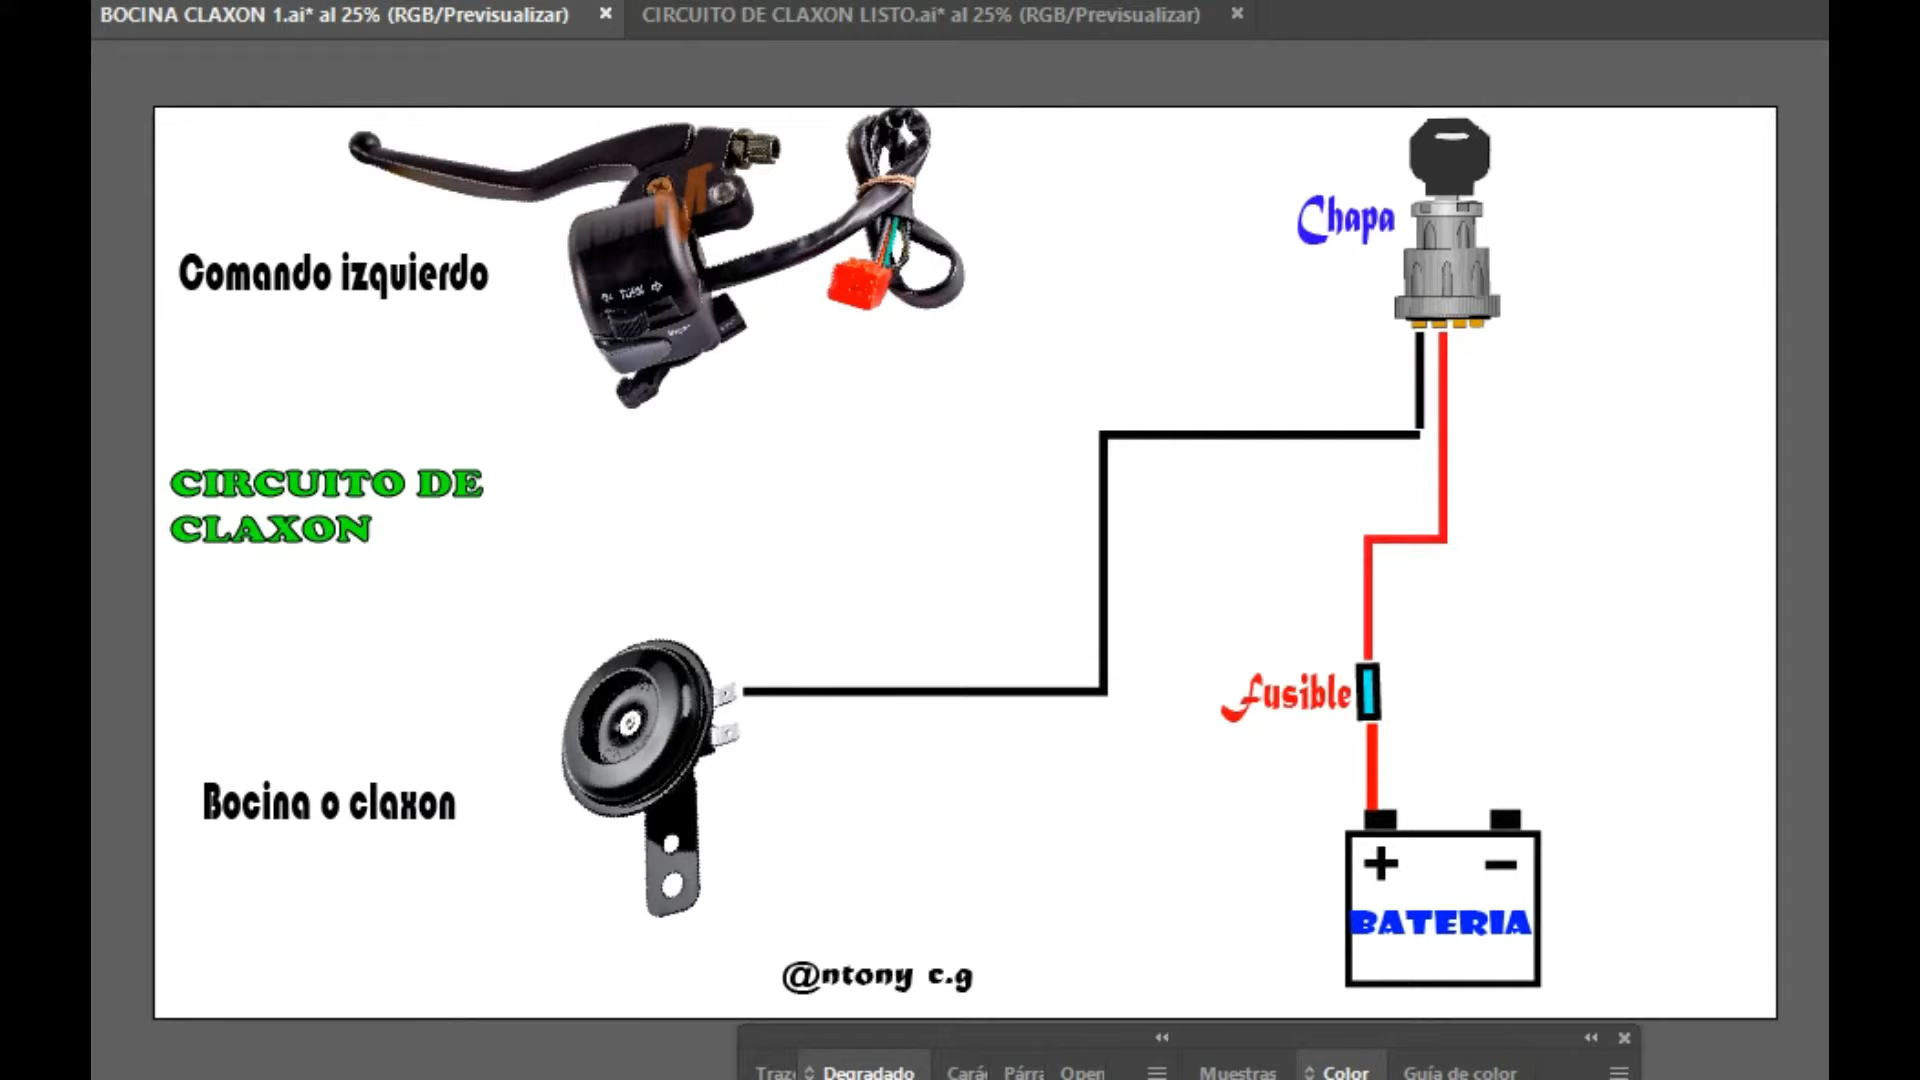 BOCINA CLAXON 1.ai* al 25% (RGB/Previsualizar) ×
CIRCUITO DE CLAXON LISTO.ai* al 25% (RGB/Previsualizar) ×
Chapa
Comando izquierdo
TURN
CIRCUITO DE
CLAXON
Fusible
Bocina o claxon
+ −
BATERIA
@ntony c.g
Degradado
Muestras
Color
Guía de color